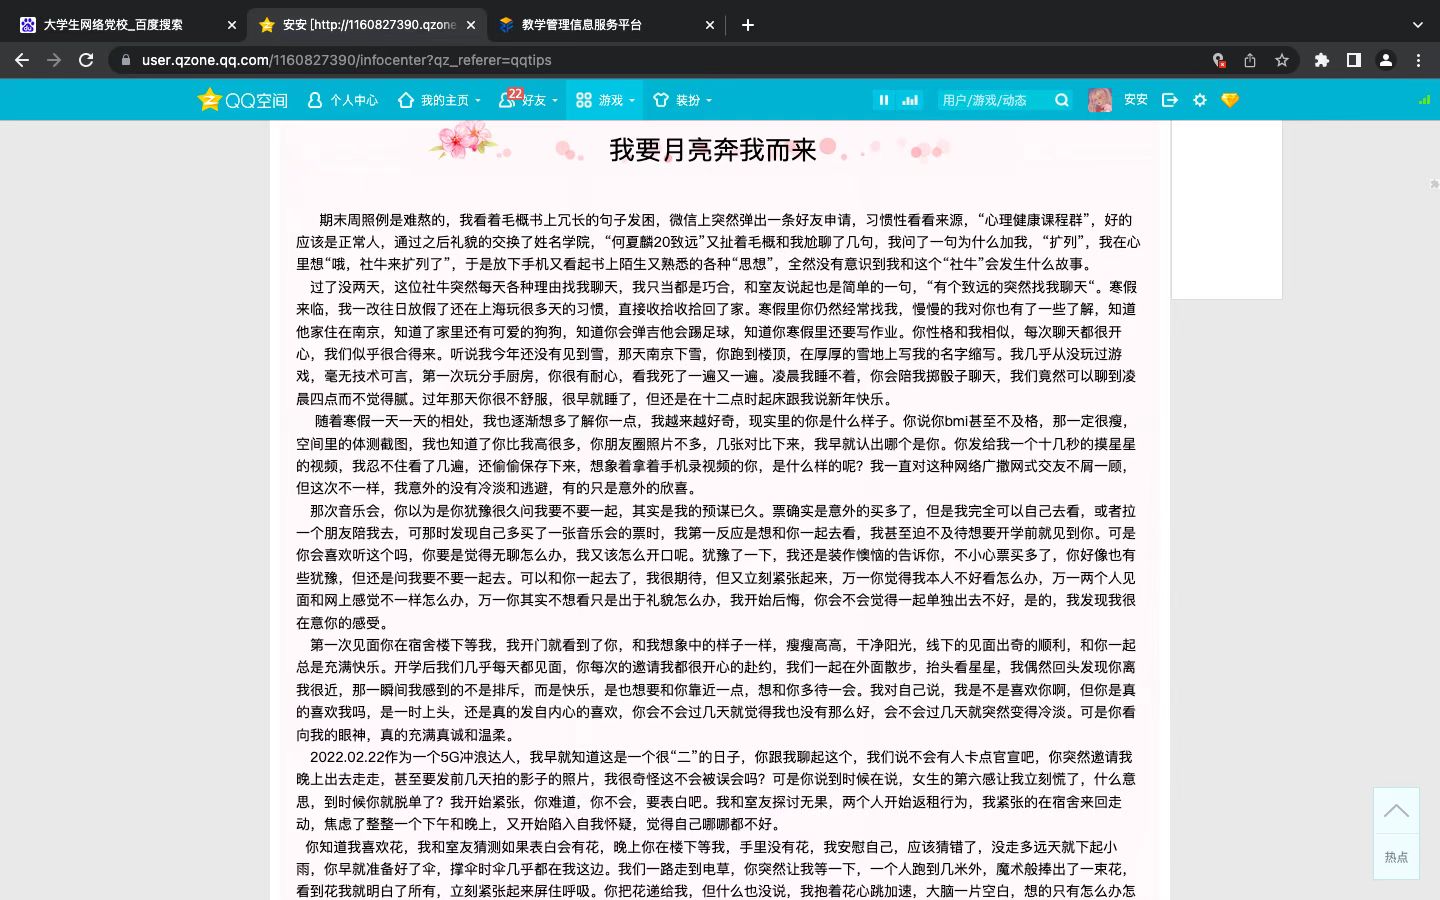 大学生网络党校_百度搜索
安安 [http://1160827390.qzone
教学管理信息服务平台
user.qzone.qq.com/1160827390/infocenter?qz_referer=qqtips
QQ空间
个人中心
我的主页
22
好友
游戏
装扮
用户/游戏/动态
安安
我要月亮奔我而来
期末周照例是难熬的，我看着毛概书上冗长的句子发困，微信上突然弹出一条好友申请，习惯性看看来源，“心理健康课程群”，好的
应该是正常人，通过之后礼貌的交换了姓名学院，“何夏麟20致远”又扯着毛概和我尬聊了几句，我问了一句为什么加我，“扩列”，我在心
里想“哦，社牛来扩列了”，于是放下手机又看起书上陌生又熟悉的各种“思想”，全然没有意识到我和这个“社牛”会发生什么故事。
过了没两天，这位社牛突然每天各种理由找我聊天，我只当都是巧合，和室友说起也是简单的一句，“有个致远的突然找我聊天“。寒假
来临，我一改往日放假了还在上海玩很多天的习惯，直接收拾收拾回了家。寒假里你仍然经常找我，慢慢的我对你也有了一些了解，知道
他家住在南京，知道了家里还有可爱的狗狗，知道你会弹吉他会踢足球，知道你寒假里还要写作业。你性格和我相似，每次聊天都很开
心，我们似乎很合得来。听说我今年还没有见到雪，那天南京下雪，你跑到楼顶，在厚厚的雪地上写我的名字缩写。我几乎从没玩过游
戏，毫无技术可言，第一次玩分手厨房，你很有耐心，看我死了一遍又一遍。凌晨我睡不着，你会陪我掷骰子聊天，我们竟然可以聊到凌
晨四点而不觉得腻。过年那天你很不舒服，很早就睡了，但还是在十二点时起床跟我说新年快乐。
随着寒假一天一天的相处，我也逐渐想多了解你一点，我越来越好奇，现实里的你是什么样子。你说你bmi甚至不及格，那一定很瘦，
空间里的体测截图，我也知道了你比我高很多，你朋友圈照片不多，几张对比下来，我早就认出哪个是你。你发给我一个十几秒的摸星星
的视频，我忍不住看了几遍，还偷偷保存下来，想象着拿着手机录视频的你，是什么样的呢？我一直对这种网络广撒网式交友不屑一顾，
但这次不一样，我意外的没有冷淡和逃避，有的只是意外的欣喜。
那次音乐会，你以为是你犹豫很久问我要不要一起，其实是我的预谋已久。票确实是意外的买多了，但是我完全可以自己去看，或者拉
一个朋友陪我去，可那时发现自己多买了一张音乐会的票时，我第一反应是想和你一起去看，我甚至迫不及待想要开学前就见到你。可是
你会喜欢听这个吗，你要是觉得无聊怎么办，我又该怎么开口呢。犹豫了一下，我还是装作懊恼的告诉你，不小心票买多了，你好像也有
些犹豫，但还是问我要不要一起去。可以和你一起去了，我很期待，但又立刻紧张起来，万一你觉得我本人不好看怎么办，万一两个人见
面和网上感觉不一样怎么办，万一你其实不想看只是出于礼貌怎么办，我开始后悔，你会不会觉得一起单独出去不好，是的，我发现我很
在意你的感受。
第一次见面你在宿舍楼下等我，我开门就看到了你，和我想象中的样子一样，瘦瘦高高，干净阳光，线下的见面出奇的顺利，和你一起
总是充满快乐。开学后我们几乎每天都见面，你每次的邀请我都很开心的赴约，我们一起在外面散步，抬头看星星，我偶然回头发现你离
我很近，那一瞬间我感到的不是排斥，而是快乐，是也想要和你靠近一点，想和你多待一会。我对自己说，我是不是喜欢你啊，但你是真
的喜欢我吗，是一时上头，还是真的发自内心的喜欢，你会不会过几天就觉得我也没有那么好，会不会过几天就突然变得冷淡。可是你看
向我的眼神，真的充满真诚和温柔。
2022.02.22作为一个5G冲浪达人，我早就知道这是一个很“二”的日子，你跟我聊起这个，我们说不会有人卡点官宣吧，你突然邀请我
晚上出去走走，甚至要发前几天拍的影子的照片，我很奇怪这不会被误会吗？可是你说到时候在说，女生的第六感让我立刻慌了，什么意
思，到时候你就脱单了？我开始紧张，你难道，你不会，要表白吧。我和室友探讨无果，两个人开始返租行为，我紧张的在宿舍来回走
动，焦虑了整整一个下午和晚上，又开始陷入自我怀疑，觉得自己哪哪都不好。
你知道我喜欢花，我和室友猜测如果表白会有花，晚上你在楼下等我，手里没有花，我安慰自己，应该猜错了，没走多远天就下起小
雨，你早就准备好了伞，撑伞时伞几乎都在我这边。我们一路走到电草，你突然让我等一下，一个人跑到几米外，魔术般捧出了一束花，
看到花我就明白了所有，立刻紧张起来屏住呼吸。你把花递给我，但什么也没说，我抱着花心跳加速，大脑一片空白，想的只有怎么办怎
热点